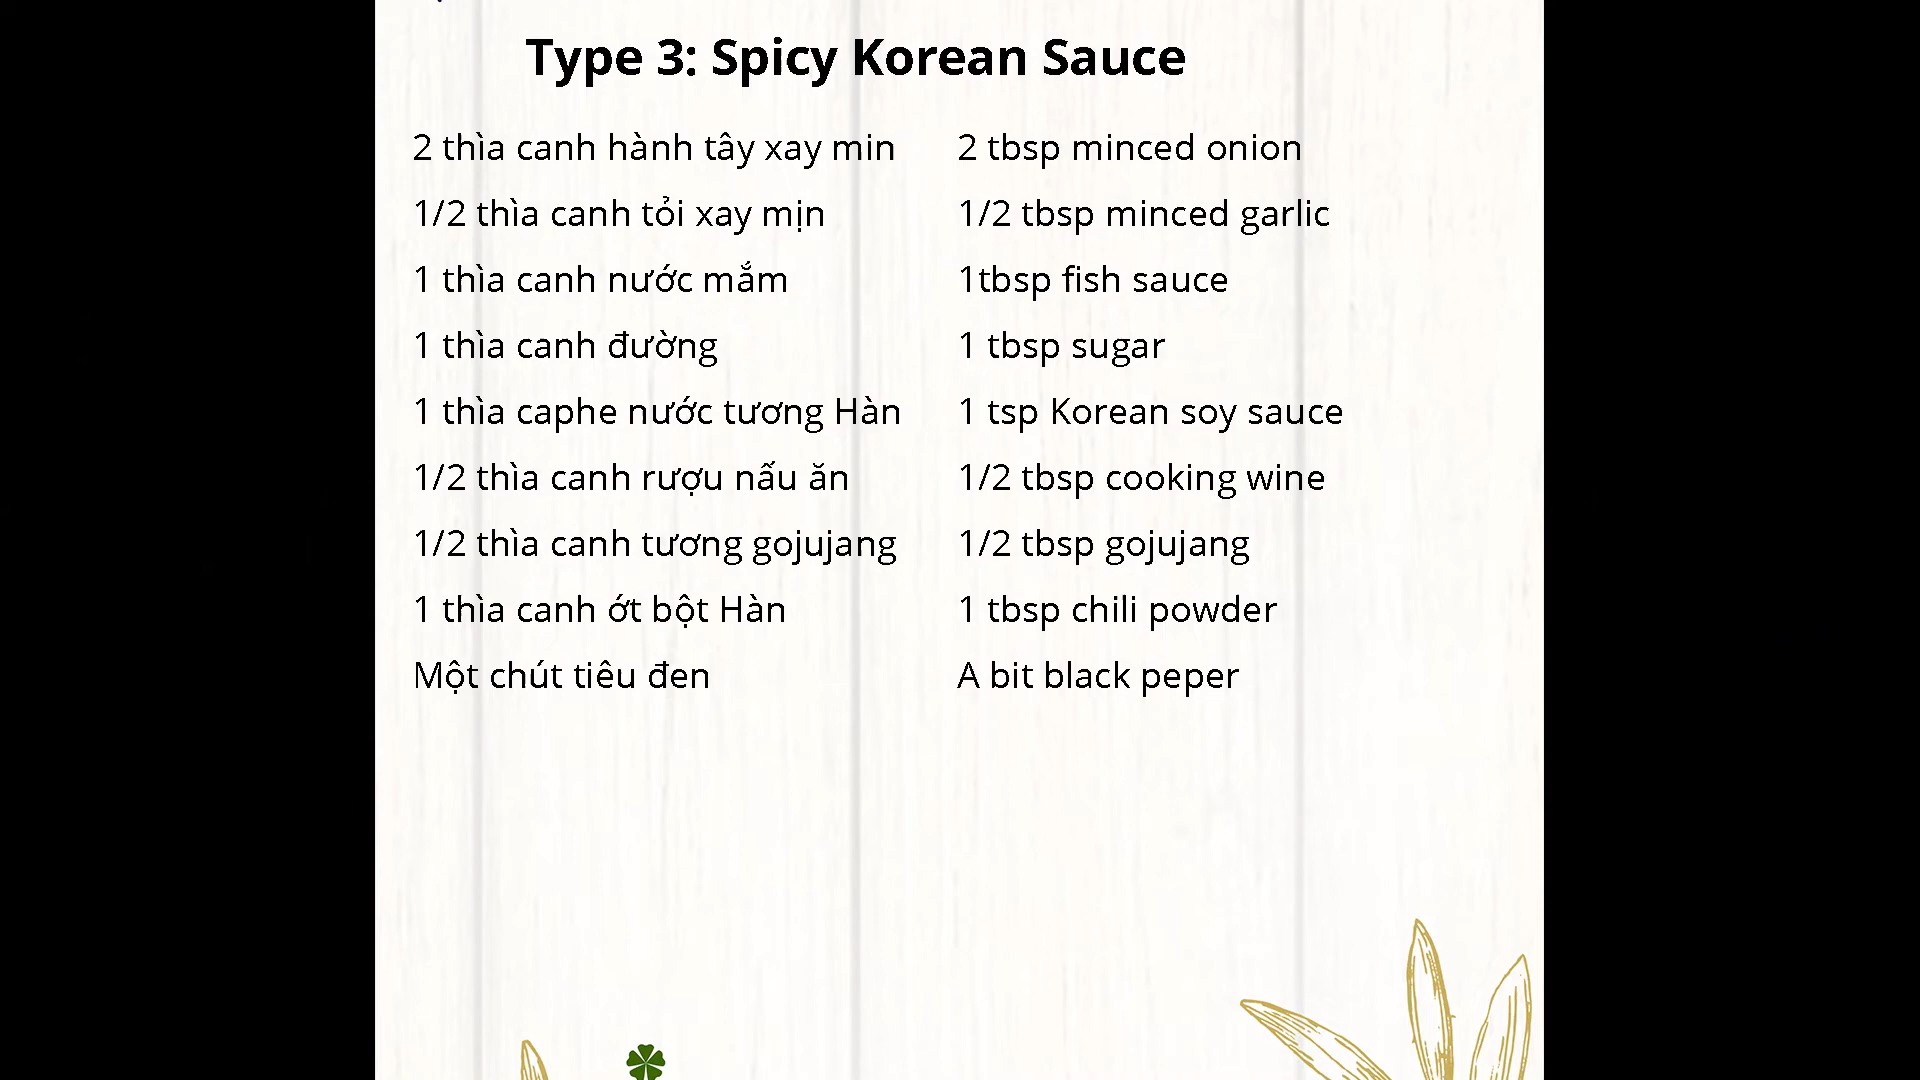 Type 3: Spicy Korean Sauce
2 thìa canh hành tây xay min
2 tbsp minced onion
1/2 thìa canh tỏi xay mịn
1/2 tbsp minced garlic
1 thìa canh nước mắm
1tbsp fish sauce
1 thìa canh đường
1 tbsp sugar
1 thìa caphe nước tương Hàn
1 tsp Korean soy sauce
1/2 thìa canh rượu nấu ăn
1/2 tbsp cooking wine
1/2 thìa canh tương gojujang
1/2 tbsp gojujang
1 thìa canh ớt bột Hàn
1 tbsp chili powder
Một chút tiêu đen
A bit black peper